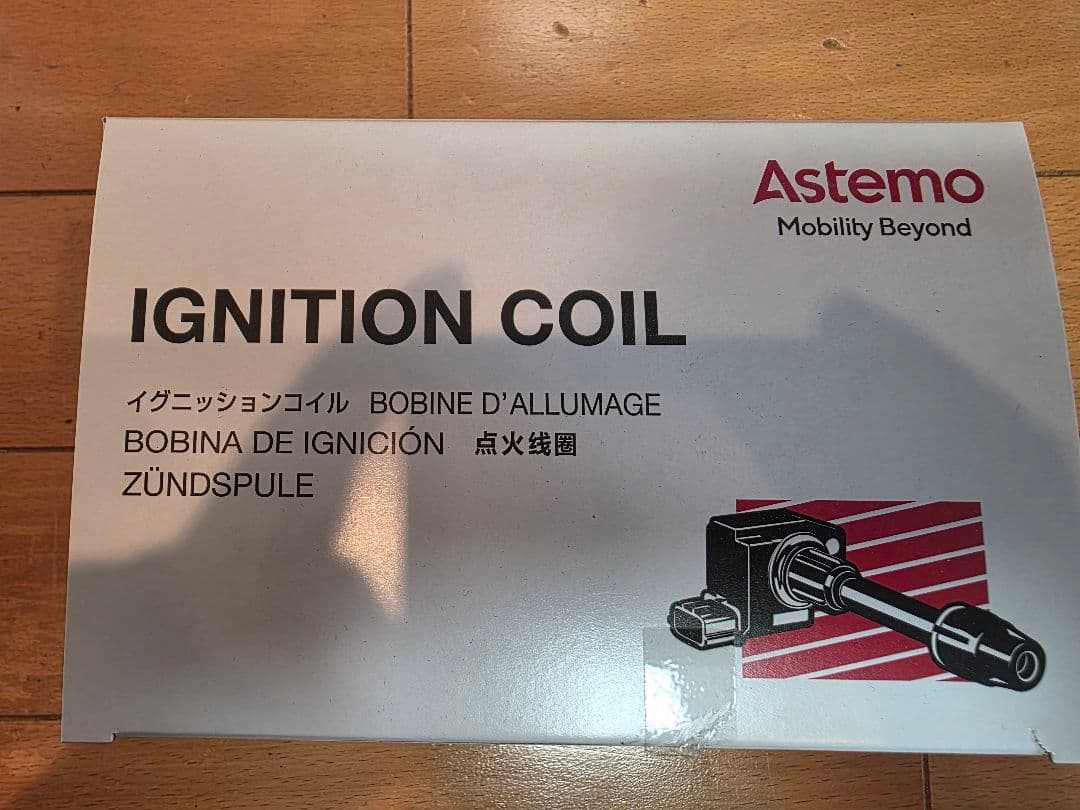 Astemo
Mobility Beyond
IGNITION COIL
イグニッションコイル BOBINE D'ALLUMAGE
BOBINA DE IGNICIÓN 点火线圈
ZÜNDSPULE